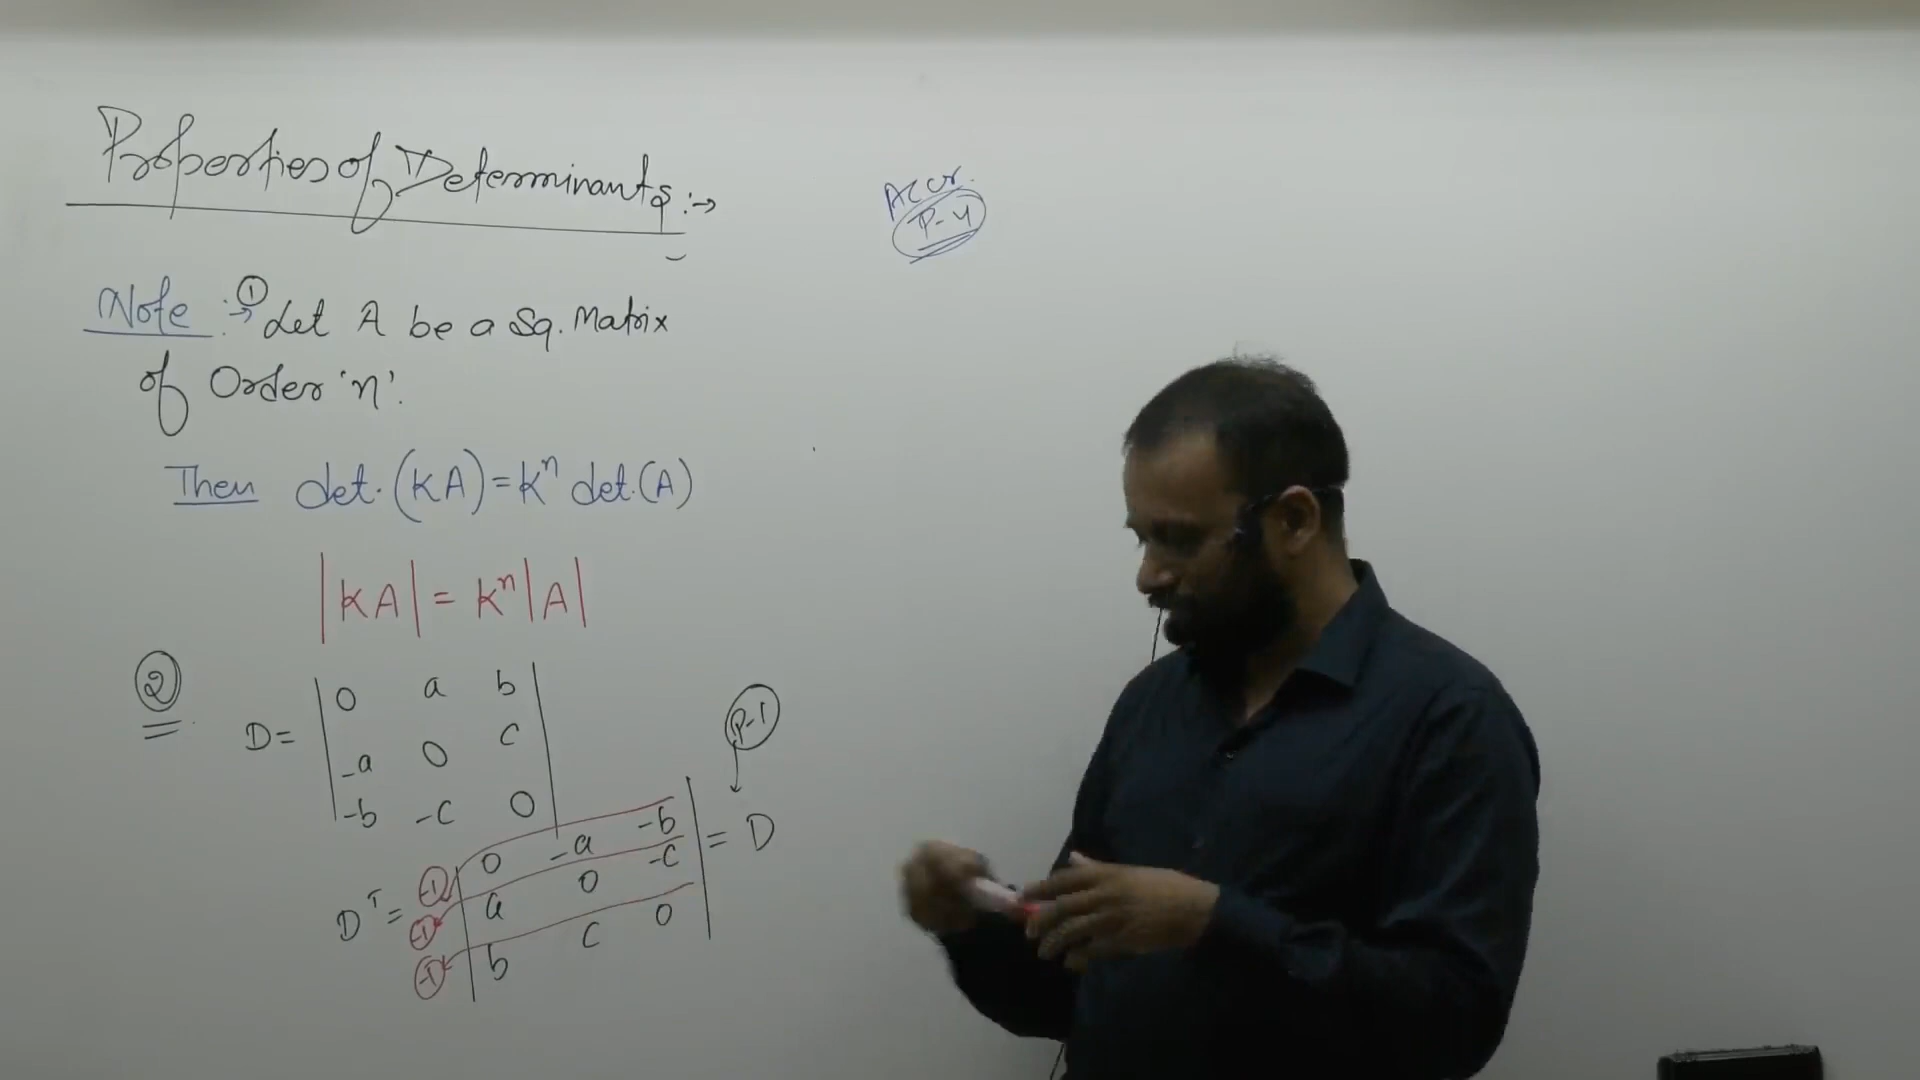 Properties of Determinants :→
Accr.
P-4
Note :→ ① Let A be a Sq. Matrix
of Order 'n'.
Then det.(KA)=Kⁿ det.(A)
|KA| = Kⁿ|A|
②
D= | 0 a b |
| -a 0 c |
| -b -c 0 |
P-1
Dᵀ= (-1) | 0 -a -b | = D
(-1) | a 0 -c |
(-1) | b c 0 |